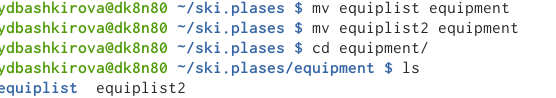 ydbashkirova@dk8n80 ~/ski.plases $ mv equiplist equipment
ydbashkirova@dk8n80 ~/ski.plases $ mv equiplist2 equipment
ydbashkirova@dk8n80 ~/ski.plases $ cd equipment/
ydbashkirova@dk8n80 ~/ski.plases/equipment $ ls
equiplist  equiplist2